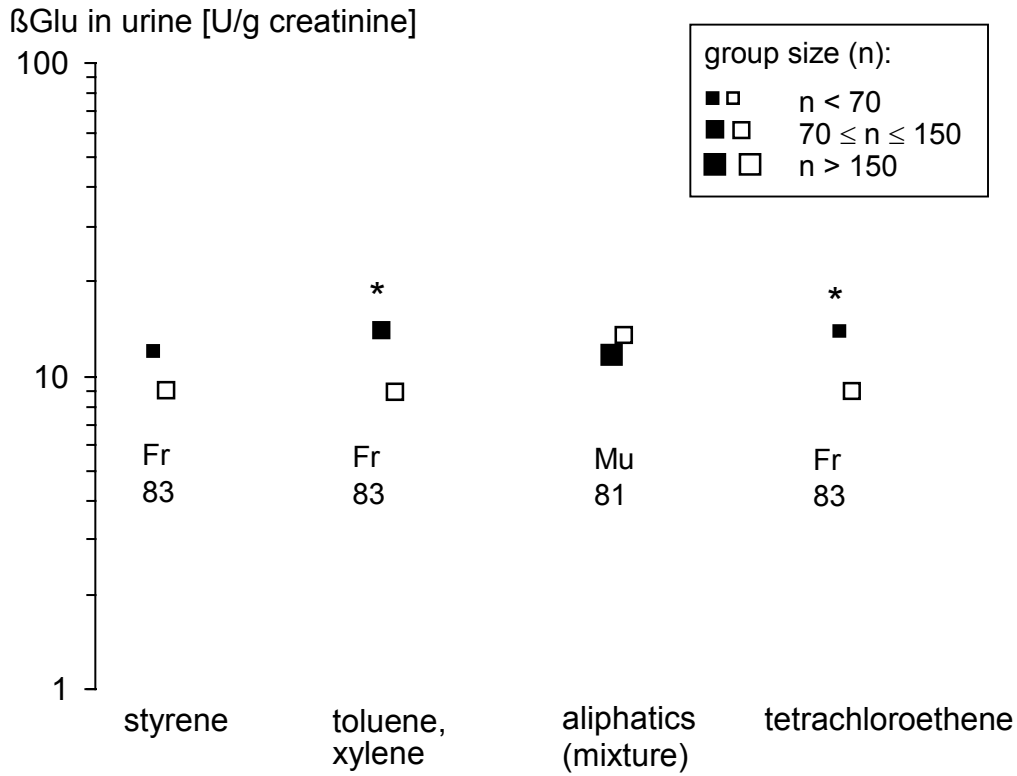 ßGlu in urine [U/g creatinine]
100
10
1
group size (n):
n < 70
70 ≤ n ≤ 150
n > 150
*
*
Fr
83
Fr
83
Mu
81
Fr
83
styrene
toluene,
xylene
aliphatics
(mixture)
tetrachloroethene